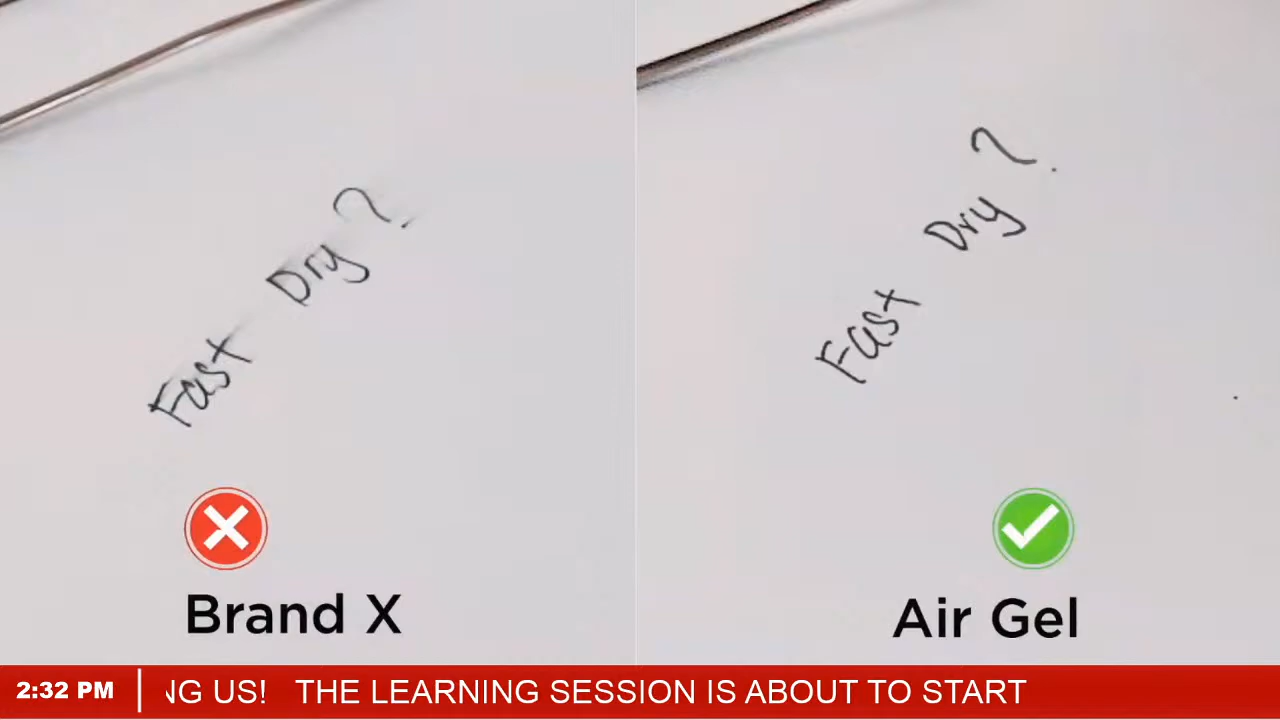 Fast Dry?
Fast Dry?
Brand X
Air Gel
2:32 PM
NG US! THE LEARNING SESSION IS ABOUT TO START